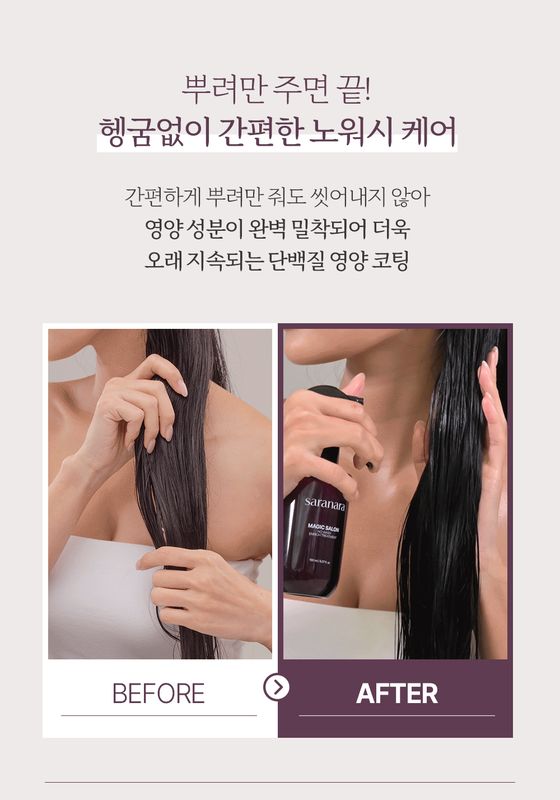 뿌려만 주면 끝!
헹굼없이 간편한 노워시 케어
간편하게 뿌려만 줘도 씻어내지 않아
영양 성분이 완벽 밀착되어 더욱
오래 지속되는 단백질 영양 코팅
saranara
MAGIC SALON
BEFORE
AFTER